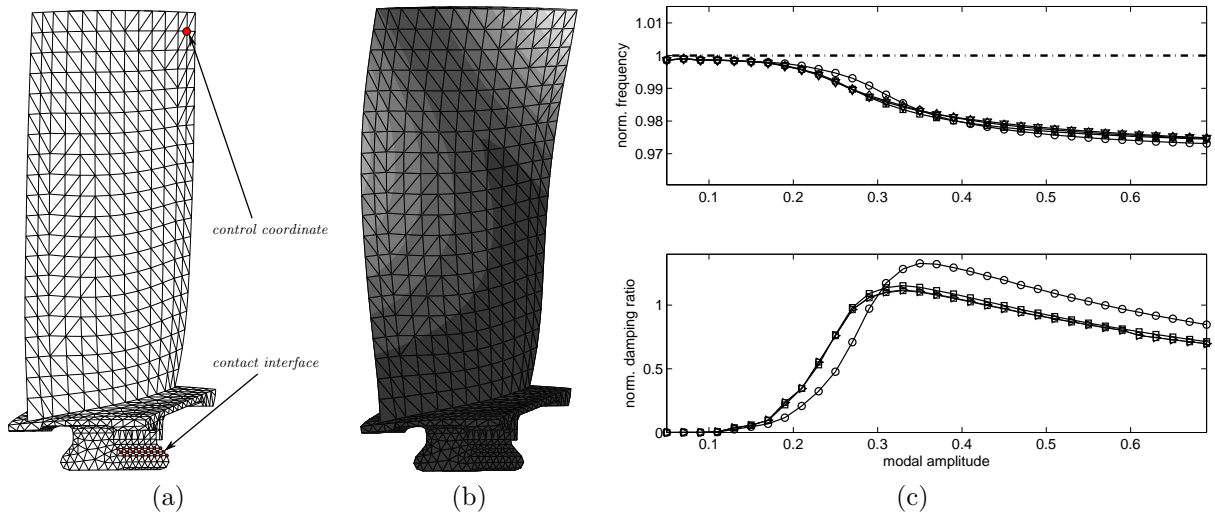 control coordinate
contact interface
(a)
(b)
norm. frequency
1.01
1
0.99
0.98
0.97
0.1 0.2 0.3 0.4 0.5 0.6
norm. damping ratio
1
0.5
0
0.1 0.2 0.3 0.4 0.5 0.6
modal amplitude
(c)